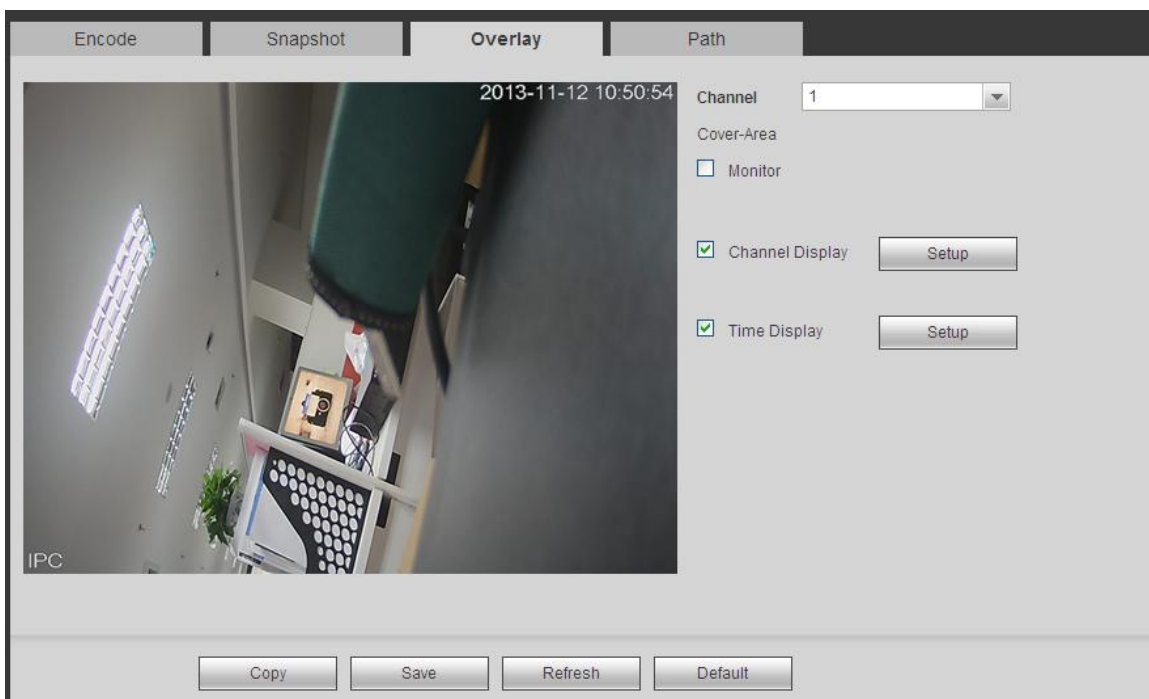 Encode Snapshot Overlay Path
2013-11-12 10:50:54
Channel 1
Cover-Area
Monitor
Channel Display Setup
Time Display Setup
IPC
Copy Save Refresh Default